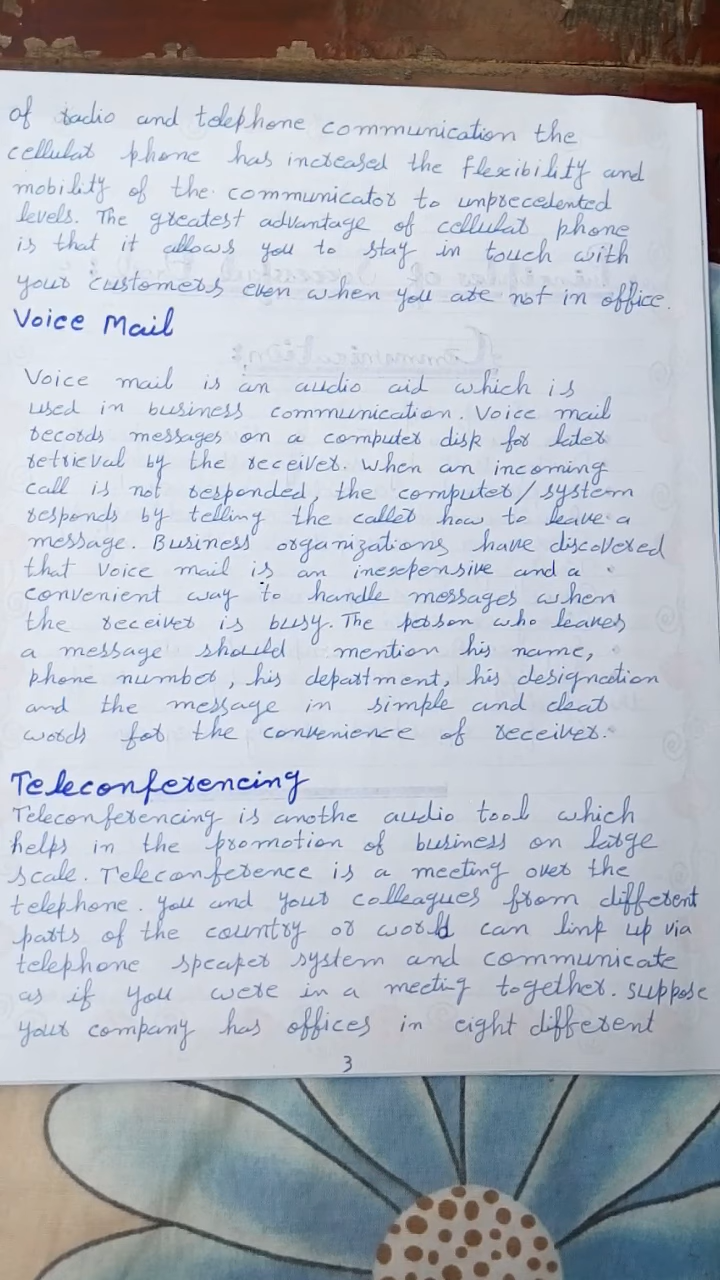 of radio and telephone communication the
cellular phone has increased the flexibility and
mobility of the communicator to unprecedented
levels. The greatest advantage of cellular phone
is that it allows you to stay in touch with
your customers even when you are not in office.
Voice Mail
Voice mail is an audio aid which is
used in business communication. Voice mail
records messages on a computer disk for later
retrieval by the receiver. When an incoming
call is not responded, the computer/system
responds by telling the caller how to leave a
message. Business organizations have discovered
that Voice mail is an inexpensive and a
convenient way to handle messages when
the receiver is busy. The person who leaves
a message should mention his name,
phone number, his department, his designation
and the message in simple and clear
words for the convenience of receiver.
Teleconferencing
Teleconferencing is anothe audio tool which
helps in the promotion of business on large
scale. Teleconference is a meeting over the
telephone. you and your colleagues from different
parts of the country or world can link up via
telephone speaper system and communicate
as if you were in a meeting together. suppose
your company has offices in eight different
3